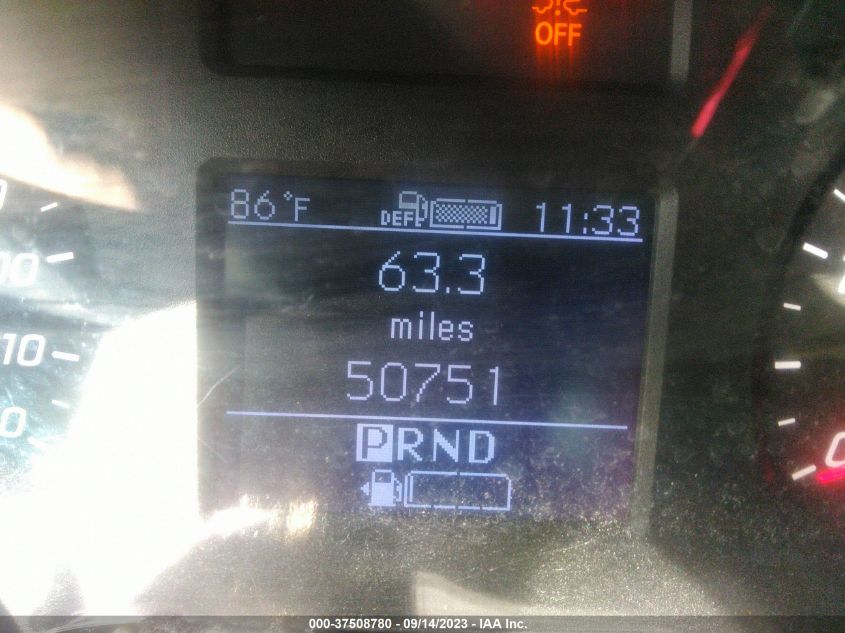 OFF
86°F DEF 11:33
63.3
miles
50751
PRND
000-37508780 - 09/14/2023 - IAA Inc.